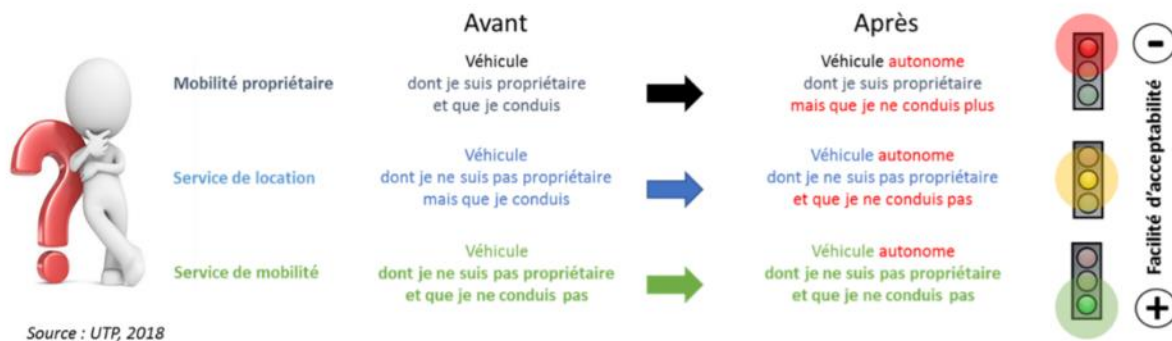 Avant
Après
Mobilité propriétaire
Véhicule
dont je suis propriétaire
et que je conduis
Véhicule autonome
dont je suis propriétaire
mais que je ne conduis plus
Service de location
Véhicule
dont je ne suis pas propriétaire
mais que je conduis
Véhicule autonome
dont je ne suis pas propriétaire
et que je ne conduis pas
Service de mobilité
Véhicule
dont je ne suis pas propriétaire
et que je ne conduis pas
Véhicule autonome
dont je ne suis pas propriétaire
et que je ne conduis pas
-
Facilité d'acceptabilité
+
Source : UTP, 2018